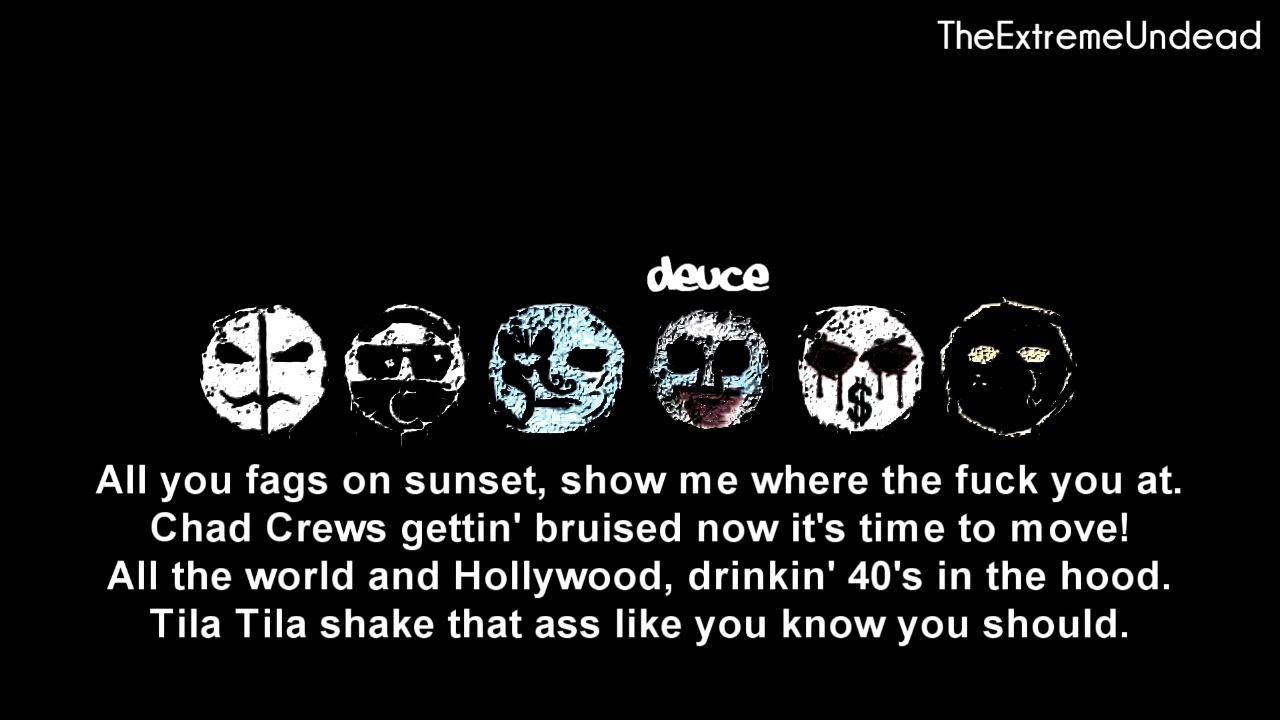 TheExtremeUndead
deuce
$
All you fags on sunset, show me where the fuck you at.
Chad Crews gettin' bruised now it's time to move!
All the world and Hollywood, drinkin' 40's in the hood.
Tila Tila shake that ass like you know you should.